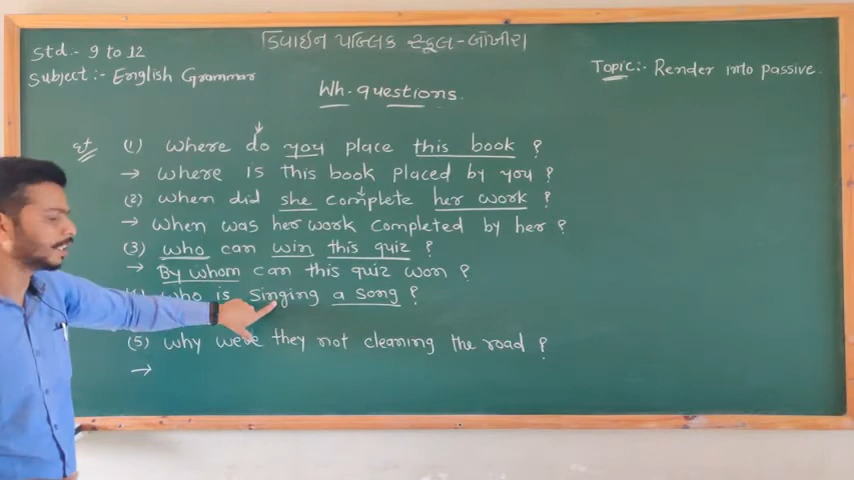 ડિવાઈન પબ્લિક સ્કૂલ-બોખીરા
Std.- 9 to 12
Subject :- English Grammar
Topic:- Render into passive.
Wh-questions.
(1) Where do you place this book ?
→ Where is this book placed by you ?
(2) When did she complete her work ?
→ When was her work completed by her ?
(3) Who can win this quiz ?
→ By whom can this quiz won ?
who is singing a song ?
(5) Why were they not cleaning the road ?
→